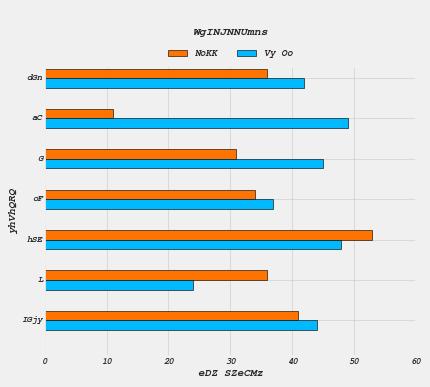 WgINJNNUmns
NoKK
Vy Oo
dGn
aC
G
oF
hSE
L
IGjy
yhVhQRQ
0
10
20
30
40
50
60
eDZ SZeCMz